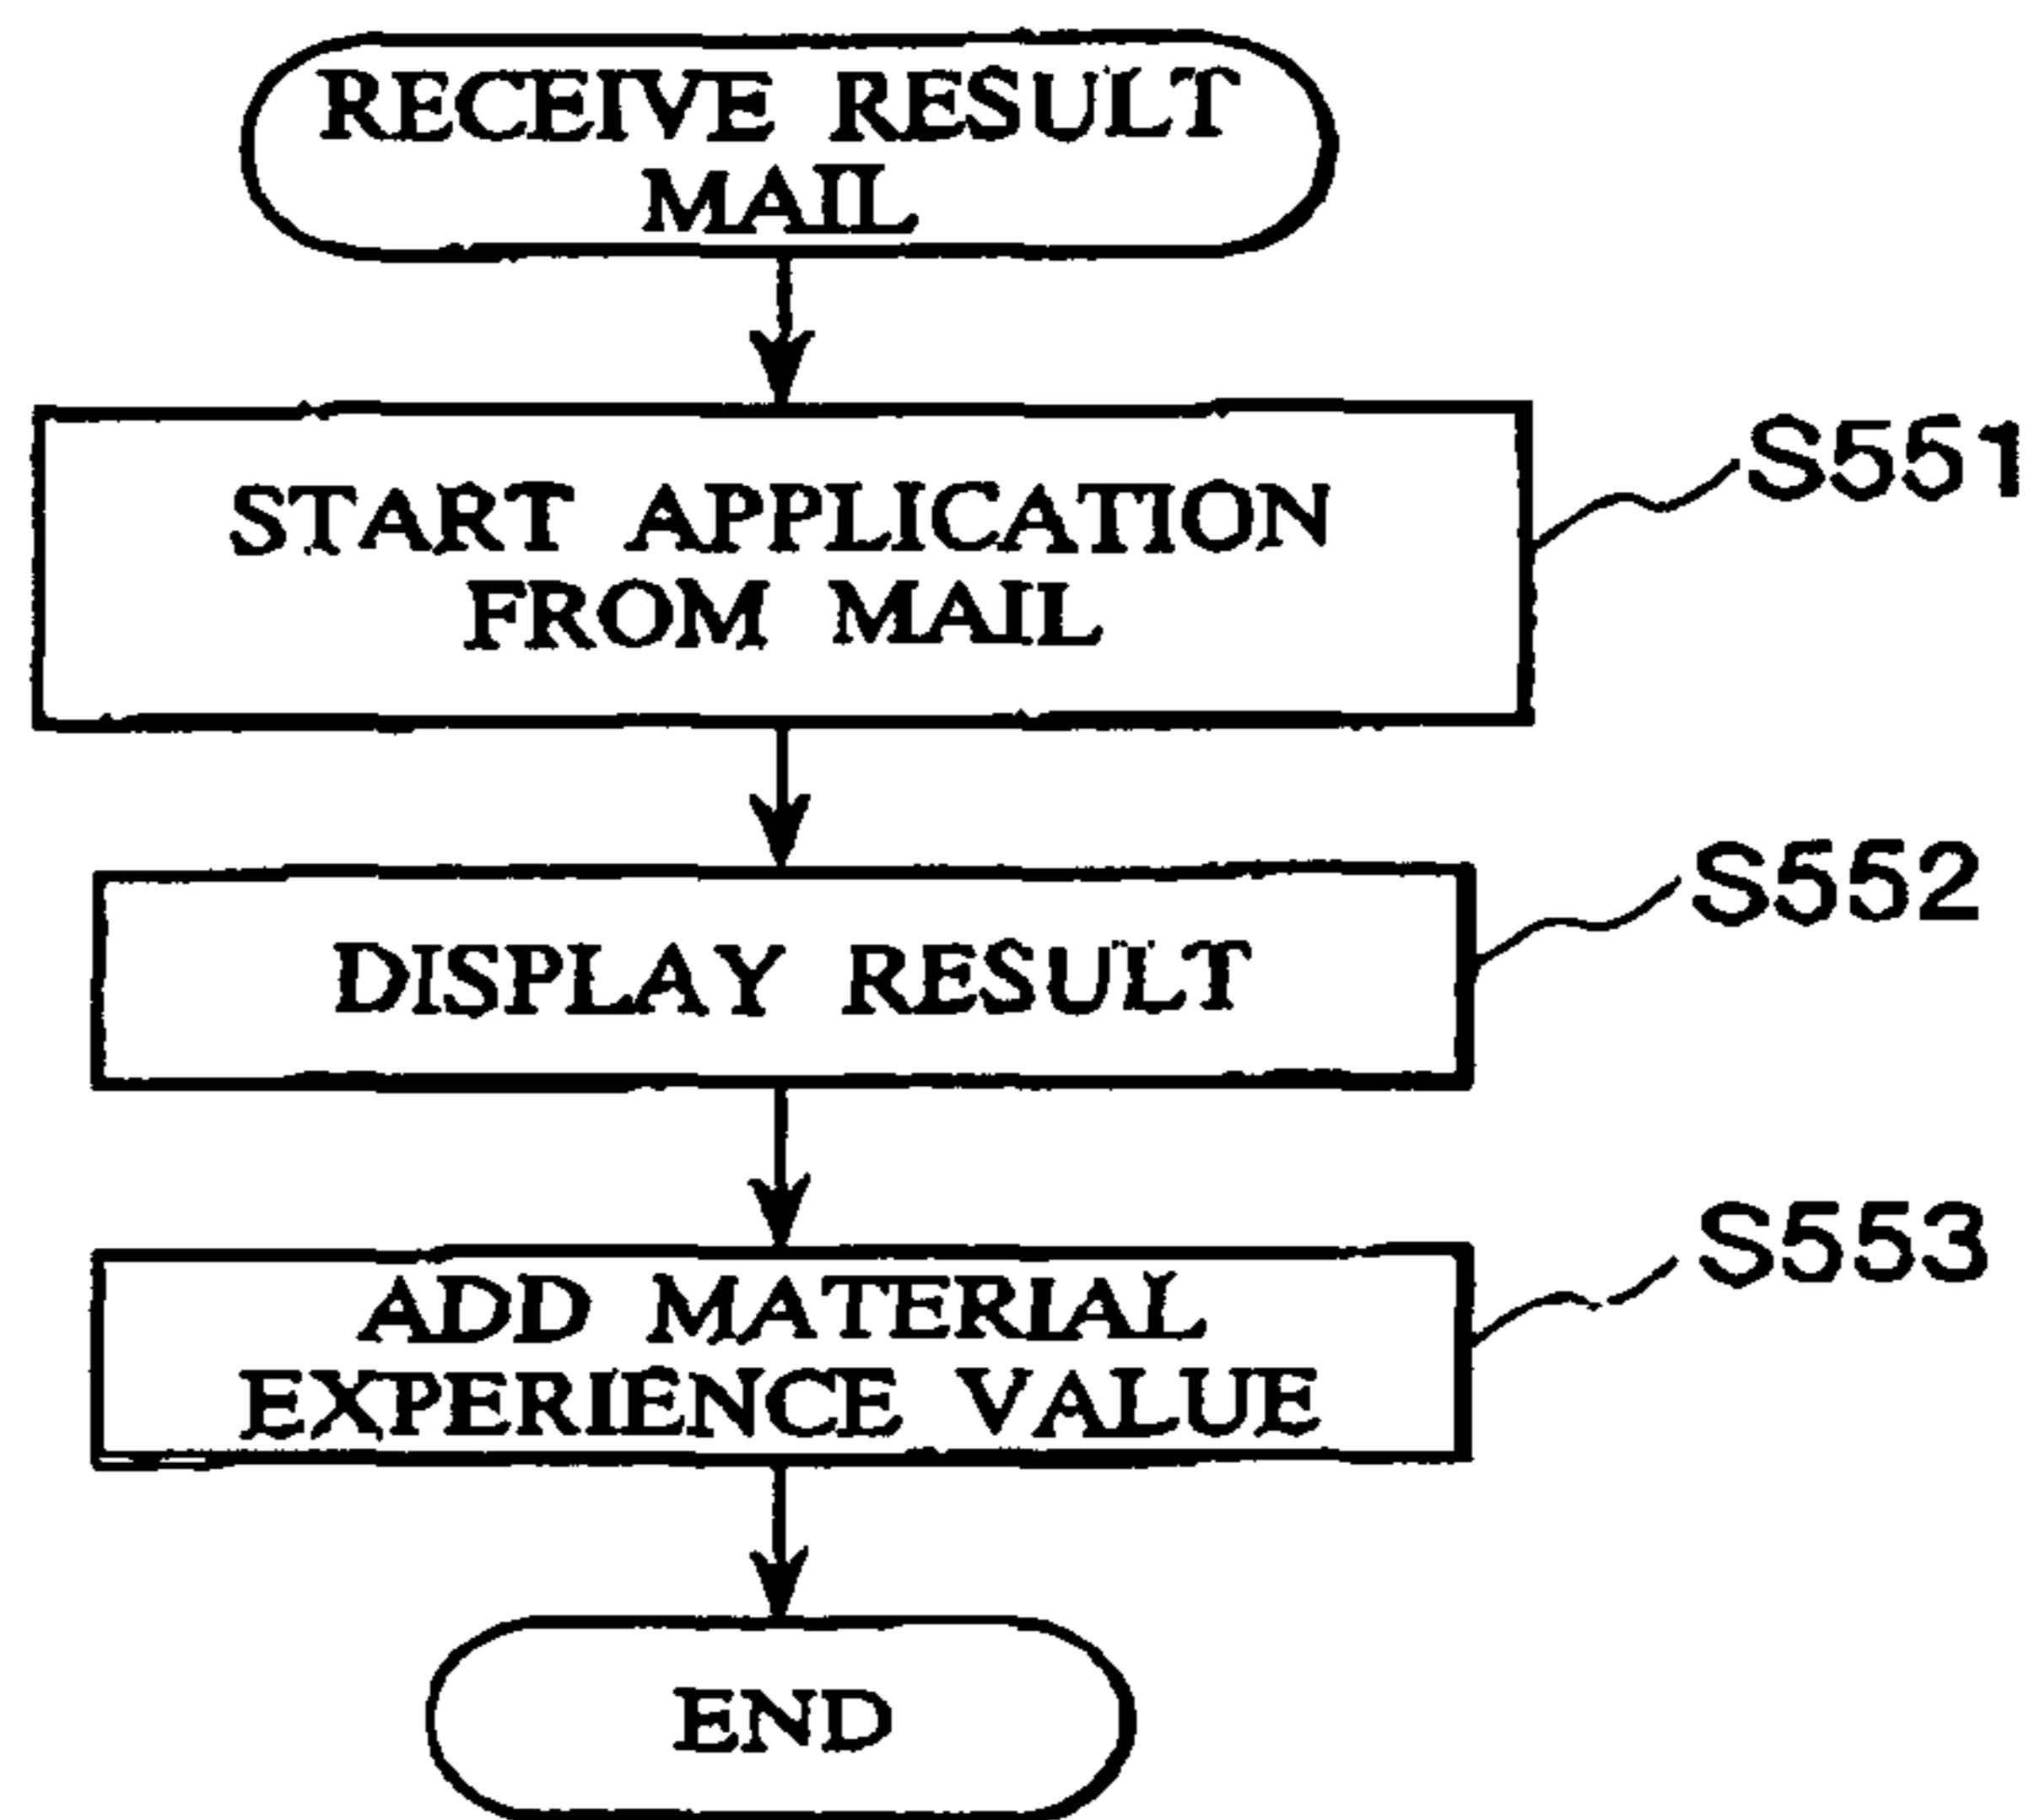 RECEIVE RESULT
MAIL
START APPLICATION
FROM MAIL
S551
DISPLAY RESULT
S552
ADD MATERIAL
EXPERIENCE VALUE
S553
END